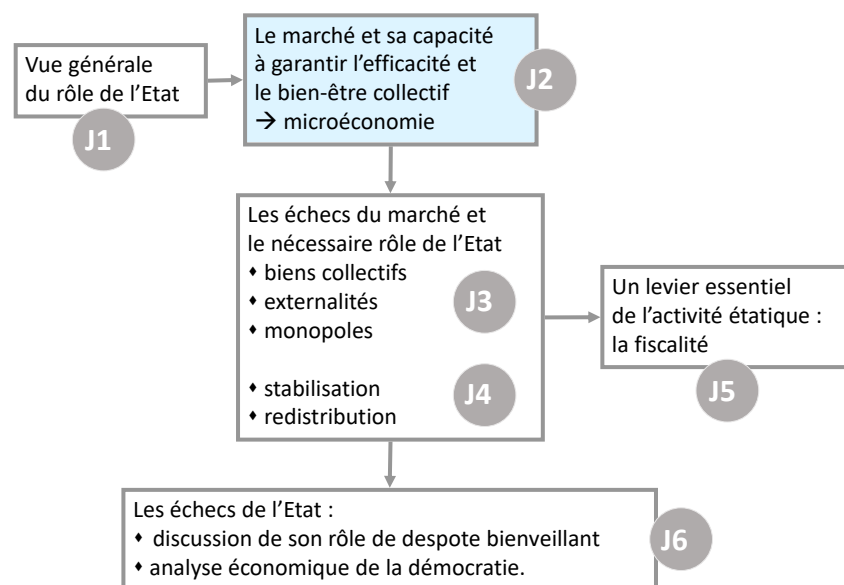 Vue générale
du rôle de l’Etat
J1
Le marché et sa capacité
à garantir l’efficacité et
le bien-être collectif
→ microéconomie
J2
Les échecs du marché et
le nécessaire rôle de l’Etat
♦ biens collectifs
♦ externalités
♦ monopoles
J3
♦ stabilisation
♦ redistribution
J4
Un levier essentiel
de l’activité étatique :
la fiscalité
J5
Les échecs de l’Etat :
♦ discussion de son rôle de despote bienveillant
♦ analyse économique de la démocratie.
J6